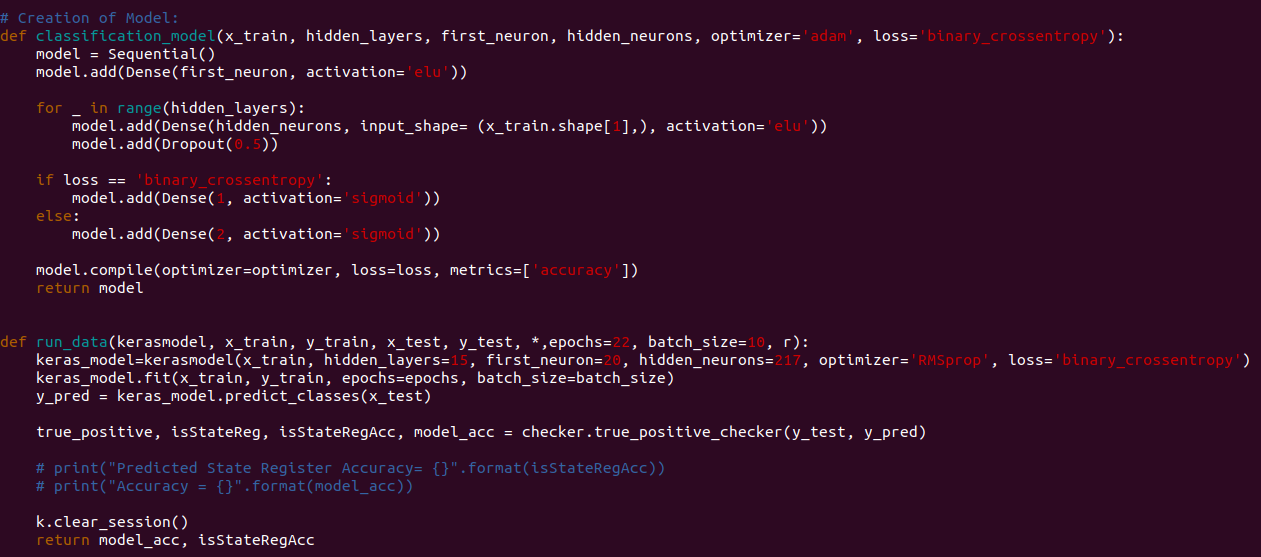 # Creation of Model:
def classification_model(x_train, hidden_layers, first_neuron, hidden_neurons, optimizer='adam', loss='binary_crossentropy'):
    model = Sequential()
    model.add(Dense(first_neuron, activation='elu'))

    for _ in range(hidden_layers):
        model.add(Dense(hidden_neurons, input_shape= (x_train.shape[1],), activation='elu'))
        model.add(Dropout(0.5))

    if loss == 'binary_crossentropy':
        model.add(Dense(1, activation='sigmoid'))
    else:
        model.add(Dense(2, activation='sigmoid'))

    model.compile(optimizer=optimizer, loss=loss, metrics=['accuracy'])
    return model


def run_data(kerasmodel, x_train, y_train, x_test, y_test, *,epochs=22, batch_size=10, r):
    keras_model=kerasmodel(x_train, hidden_layers=15, first_neuron=20, hidden_neurons=217, optimizer='RMSprop', loss='binary_crossentropy')
    keras_model.fit(x_train, y_train, epochs=epochs, batch_size=batch_size)
    y_pred = keras_model.predict_classes(x_test)

    true_positive, isStateReg, isStateRegAcc, model_acc = checker.true_positive_checker(y_test, y_pred)

    # print("Predicted State Register Accuracy= {}".format(isStateRegAcc))
    # print("Accuracy = {}".format(model_acc))

    k.clear_session()
    return model_acc, isStateRegAcc